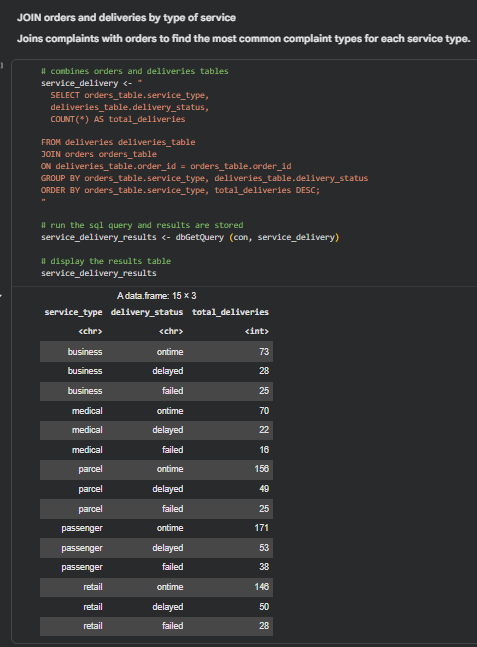 JOIN orders and deliveries by type of service
Joins complaints with orders to find the most common complaint types for each service type.
# combines orders and deliveries tables
service_delivery <- "
SELECT orders_table.service_type,
deliveries_table.delivery_status,
COUNT(*) AS total_deliveries
FROM deliveries deliveries_table
JOIN orders orders_table
ON deliveries_table.order_id = orders_table.order_id
GROUP BY orders_table.service_type, deliveries_table.delivery_status
ORDER BY orders_table.service_type, total_deliveries DESC;
"
# run the sql query and results are stored
service_delivery_results <- dbGetQuery (con, service_delivery)
# display the results table
service_delivery_results
A data.frame: 15 × 3
service_type delivery_status total_deliveries
<chr> <chr> <int>
business ontime 73
business delayed 28
business failed 25
medical ontime 70
medical delayed 22
medical failed 16
parcel ontime 156
parcel delayed 49
parcel failed 25
passenger ontime 171
passenger delayed 53
passenger failed 38
retail ontime 146
retail delayed 50
retail failed 28